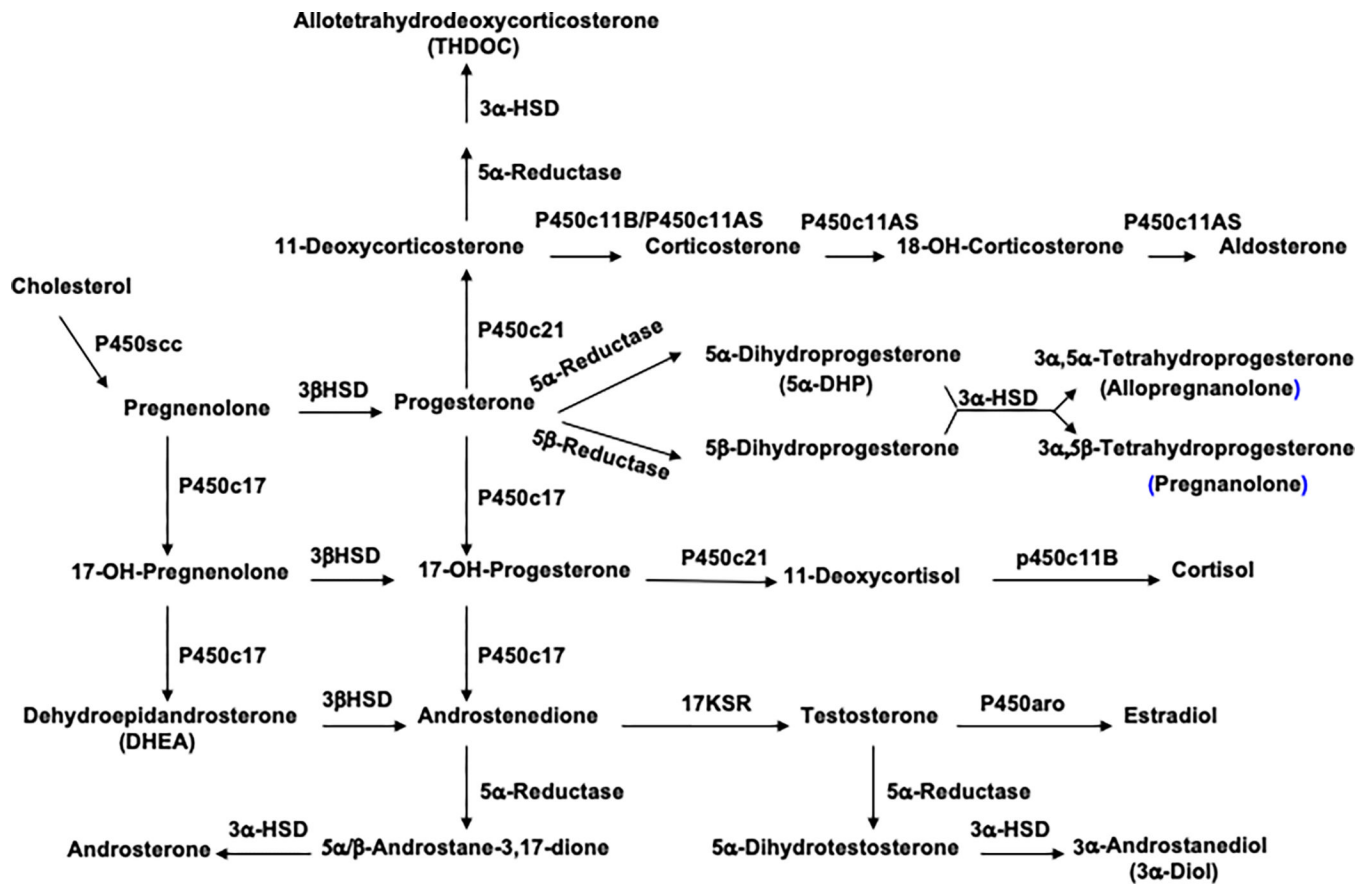 Allotetrahydrodeoxycorticosterone
(THDOC)
3α-HSD
5α-Reductase
P450c11B/P450c11AS
P450c11AS
P450c11AS
11-Deoxycorticosterone
Corticosterone
18-OH-Corticosterone
Aldosterone
Cholesterol
P450scc
P450c21
5α-Reductase
5α-Dihydroprogesterone
(5α-DHP)
3α,5α-Tetrahydroprogesterone
(Allopregnanolone)
3βHSD
3α-HSD
Pregnenolone
Progesterone
5β-Reductase
5β-Dihydroprogesterone
3α,5β-Tetrahydroprogesterone
(Pregnanolone)
P450c17
P450c17
3βHSD
P450c21
p450c11B
17-OH-Pregnenolone
17-OH-Progesterone
11-Deoxycortisol
Cortisol
P450c17
P450c17
3βHSD
17KSR
P450aro
Dehydroepidandrosterone
(DHEA)
Androstenedione
Testosterone
Estradiol
5α-Reductase
5α-Reductase
3α-HSD
3α-HSD
Androsterone
5α/β-Androstane-3,17-dione
5α-Dihydrotestosterone
3α-Androstanediol
(3α-Diol)